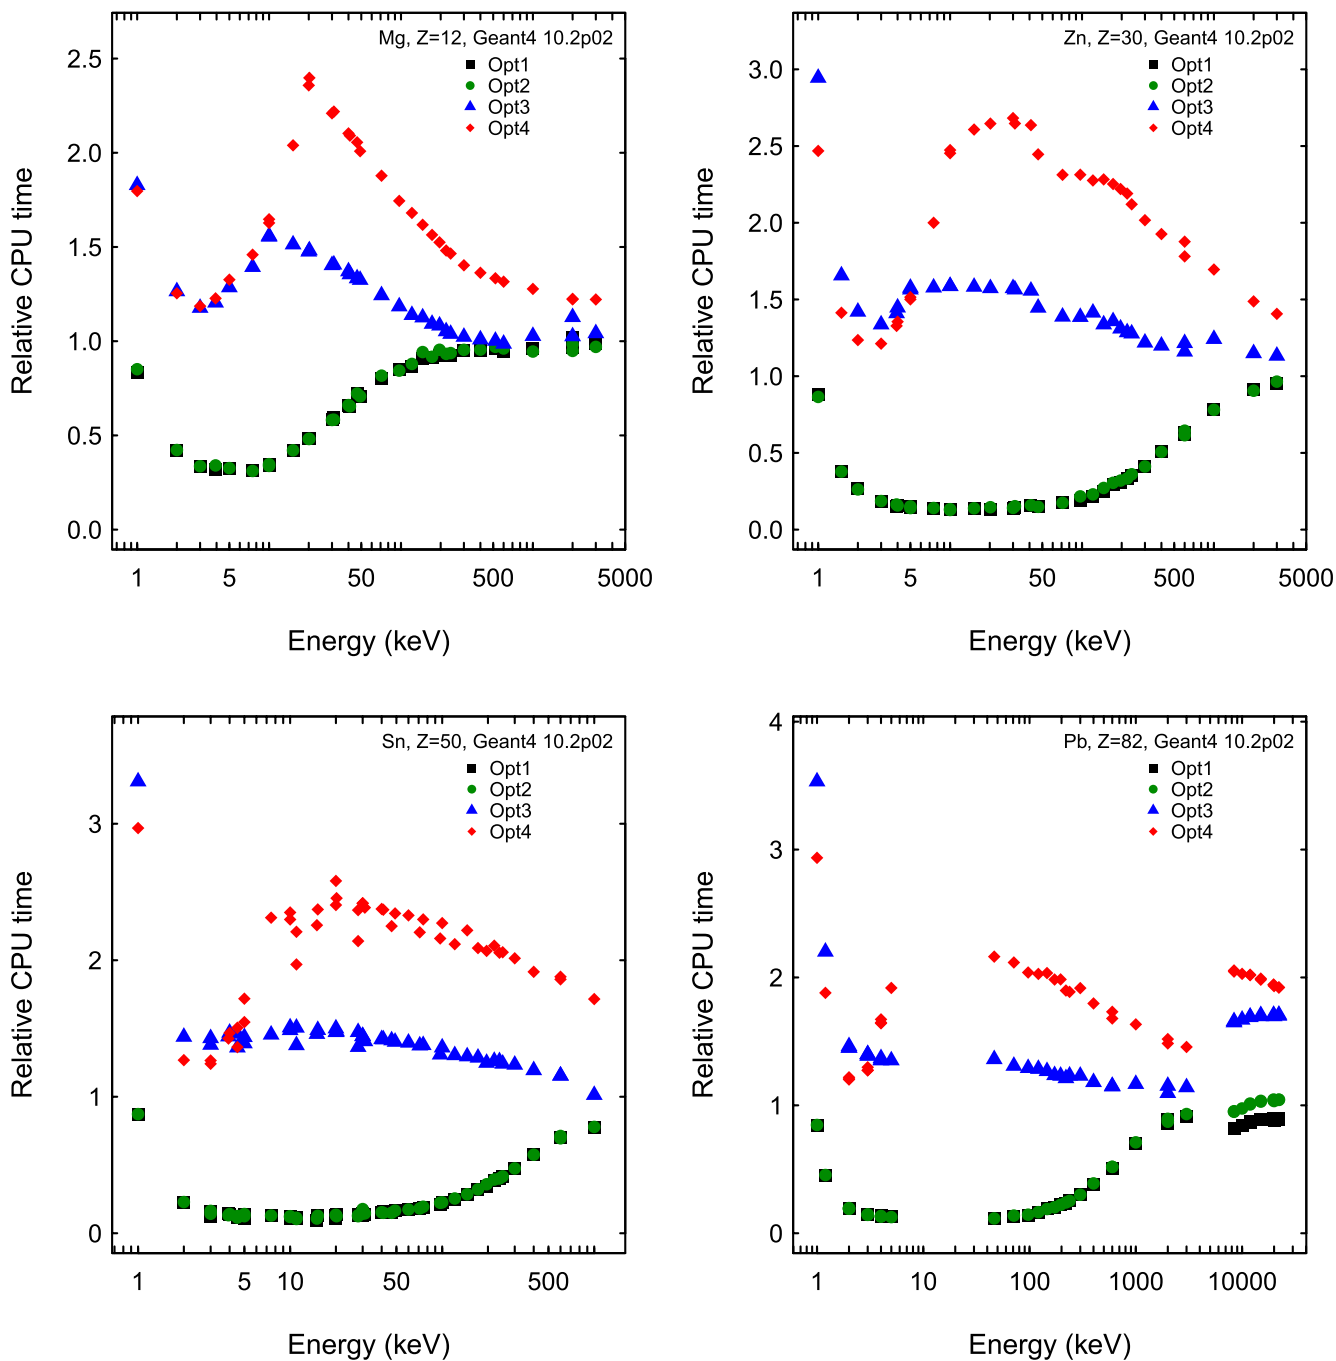 Mg, Z=12, Geant4 10.2p02
Opt1
Opt2
Opt3
Opt4
2.5
2.0
1.5
1.0
0.5
0.0
Relative CPU time
1 5 50 500 5000
Energy (keV)
Zn, Z=30, Geant4 10.2p02
Opt1
Opt2
Opt3
Opt4
3.0
2.5
2.0
1.5
1.0
0.5
0.0
Relative CPU time
1 5 50 500 5000
Energy (keV)
Sn, Z=50, Geant4 10.2p02
Opt1
Opt2
Opt3
Opt4
3
2
1
0
Relative CPU time
1 5 10 50 500
Energy (keV)
Pb, Z=82, Geant4 10.2p02
Opt1
Opt2
Opt3
Opt4
4
3
2
1
0
Relative CPU time
1 10 100 1000 10000
Energy (keV)